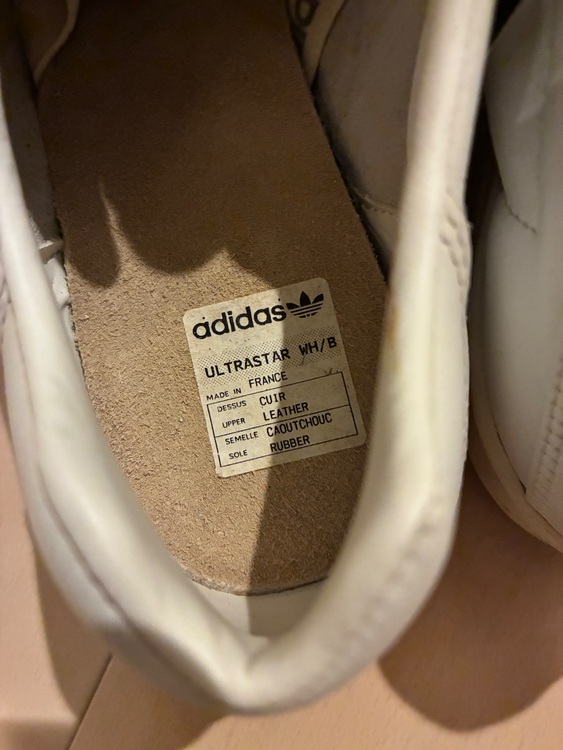 adidas
ULTRASTAR WH/B
MADE IN FRANCE
DESSUS CUIR
UPPER LEATHER
SEMELLE CAOUTCHOUC
SOLE RUBBER